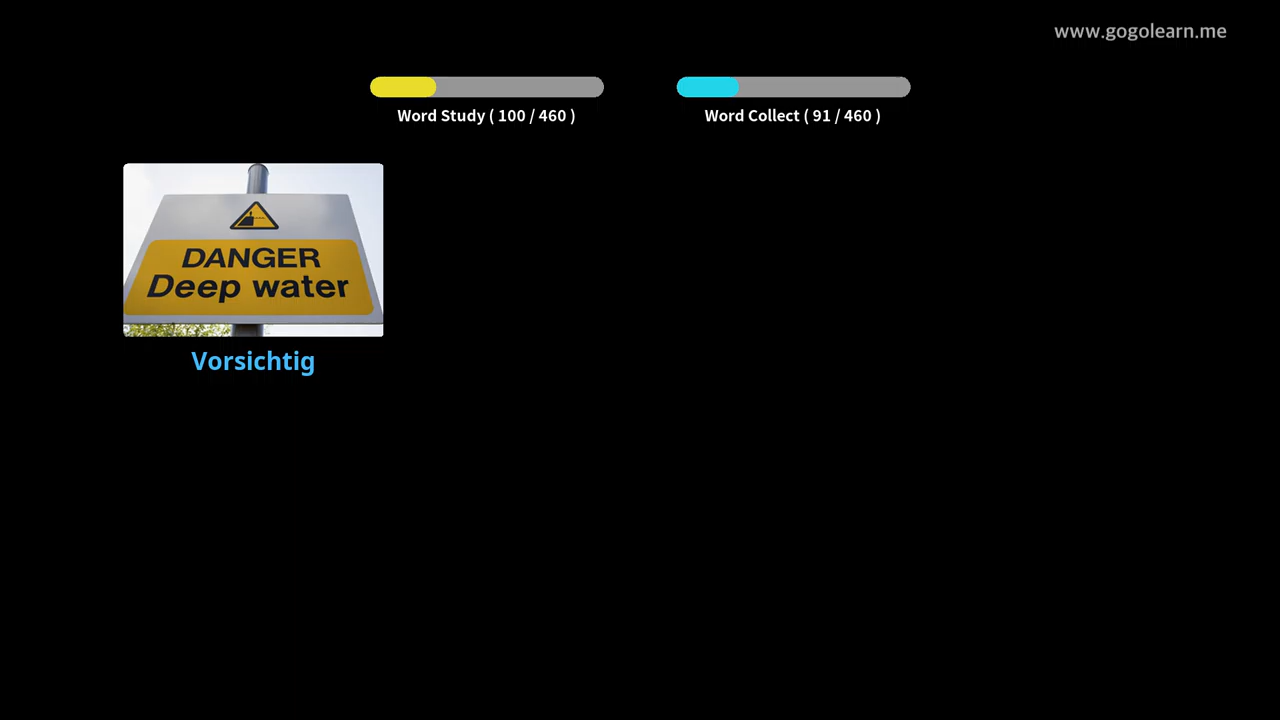 www.gogolearn.me
Word Study ( 100 / 460 )
Word Collect ( 91 / 460 )
DANGER
Deep water
Vorsichtig